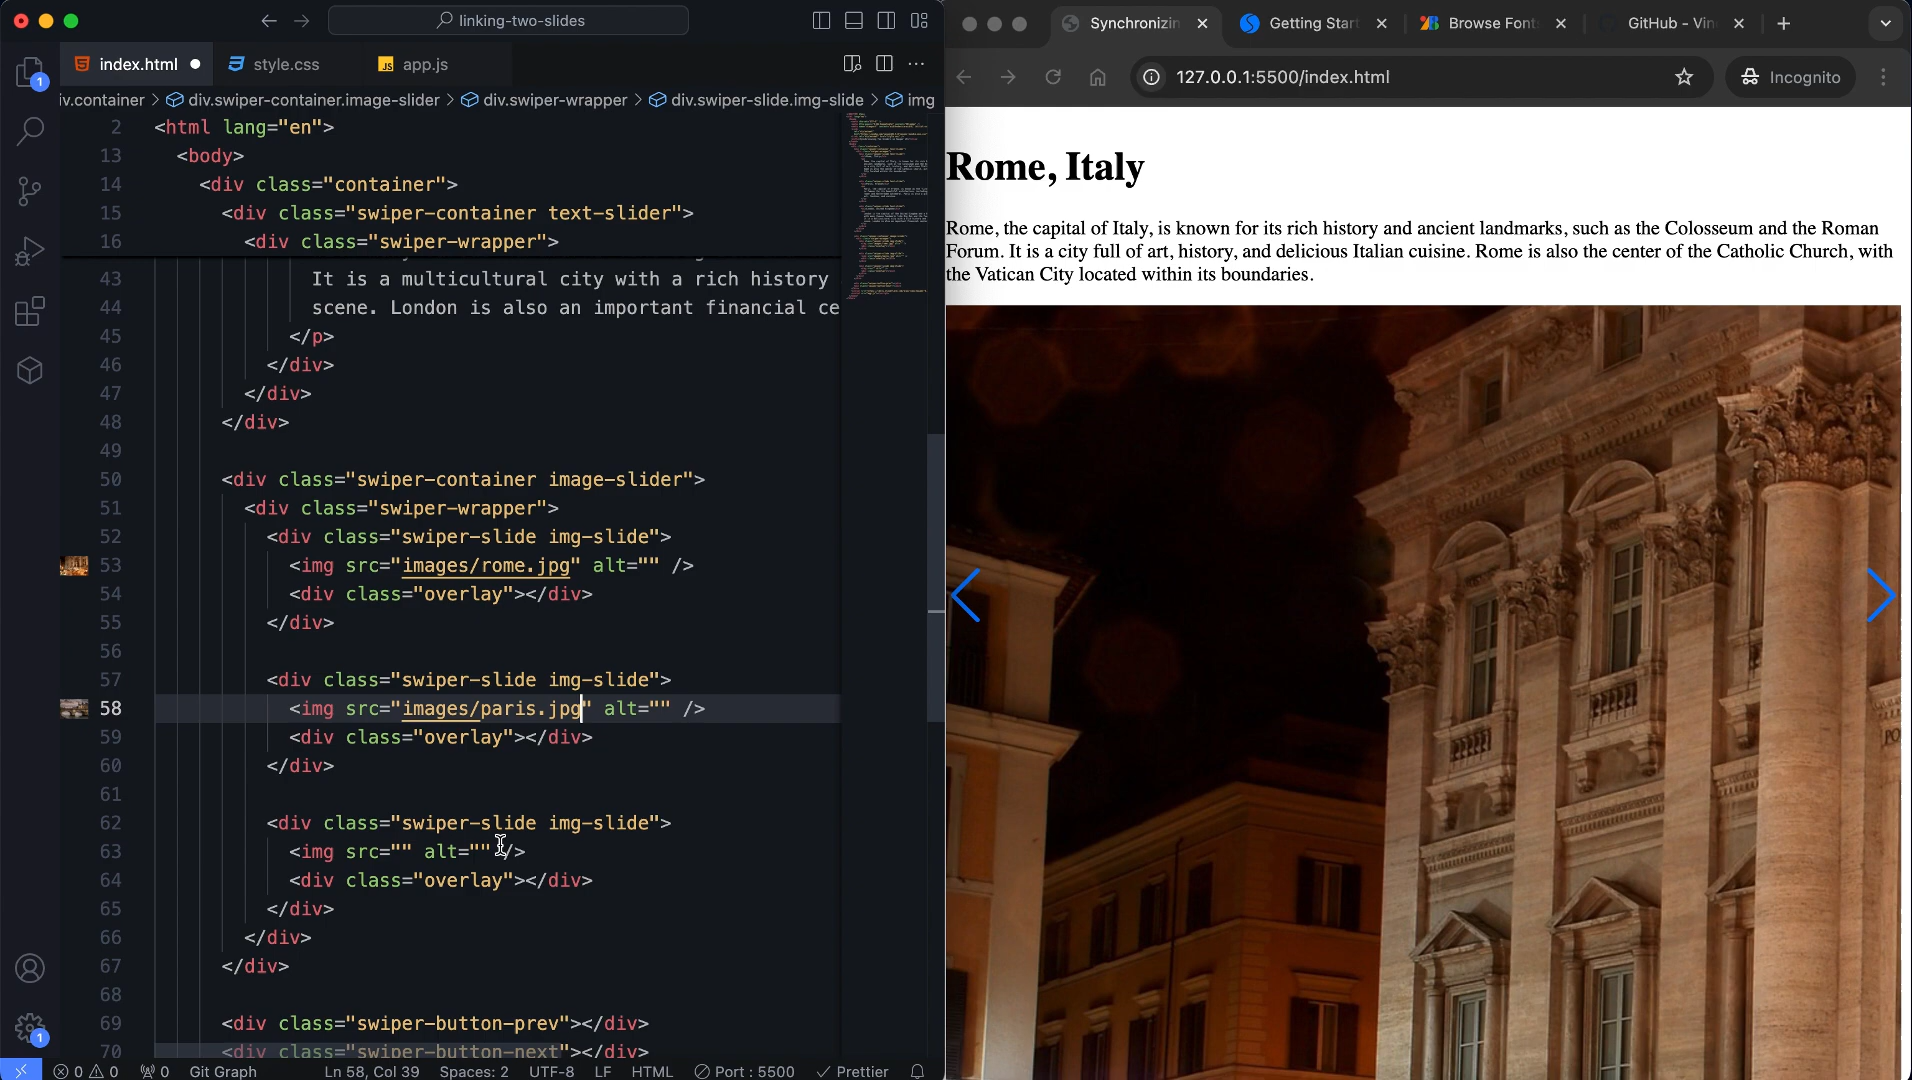 linking-two-slides
index.html
style.css
JS app.js
iv.container > div.swiper-container.image-slider > div.swiper-wrapper > div.swiper-slide.img-slide > img
2 <html lang="en">
13 <body>
14 <div class="container">
15 <div class="swiper-container text-slider">
16 <div class="swiper-wrapper">
43 It is a multicultural city with a rich history
44 scene. London is also an important financial ce
45 </p>
46 </div>
47 </div>
48 </div>
49
50 <div class="swiper-container image-slider">
51 <div class="swiper-wrapper">
52 <div class="swiper-slide img-slide">
53 <img src="images/rome.jpg" alt="" />
54 <div class="overlay"></div>
55 </div>
56
57 <div class="swiper-slide img-slide">
58 <img src="images/paris.jpg" alt="" />
59 <div class="overlay"></div>
60 </div>
61
62 <div class="swiper-slide img-slide">
63 <img src="" alt="" />
64 <div class="overlay"></div>
65 </div>
66 </div>
67 </div>
68
69 <div class="swiper-button-prev"></div>
70 <div class="swiper-button-next"></div>
1
1
0 0 0 Git Graph Ln 58, Col 39 Spaces: 2 UTF-8 LF HTML Port : 5500 Prettier
Synchronizin
Getting Star
Browse Font
GitHub - Vin
127.0.0.1:5500/index.html
Incognito
Rome, Italy
Rome, the capital of Italy, is known for its rich history and ancient landmarks, such as the Colosseum and the Roman
Forum. It is a city full of art, history, and delicious Italian cuisine. Rome is also the center of the Catholic Church, with
the Vatican City located within its boundaries.